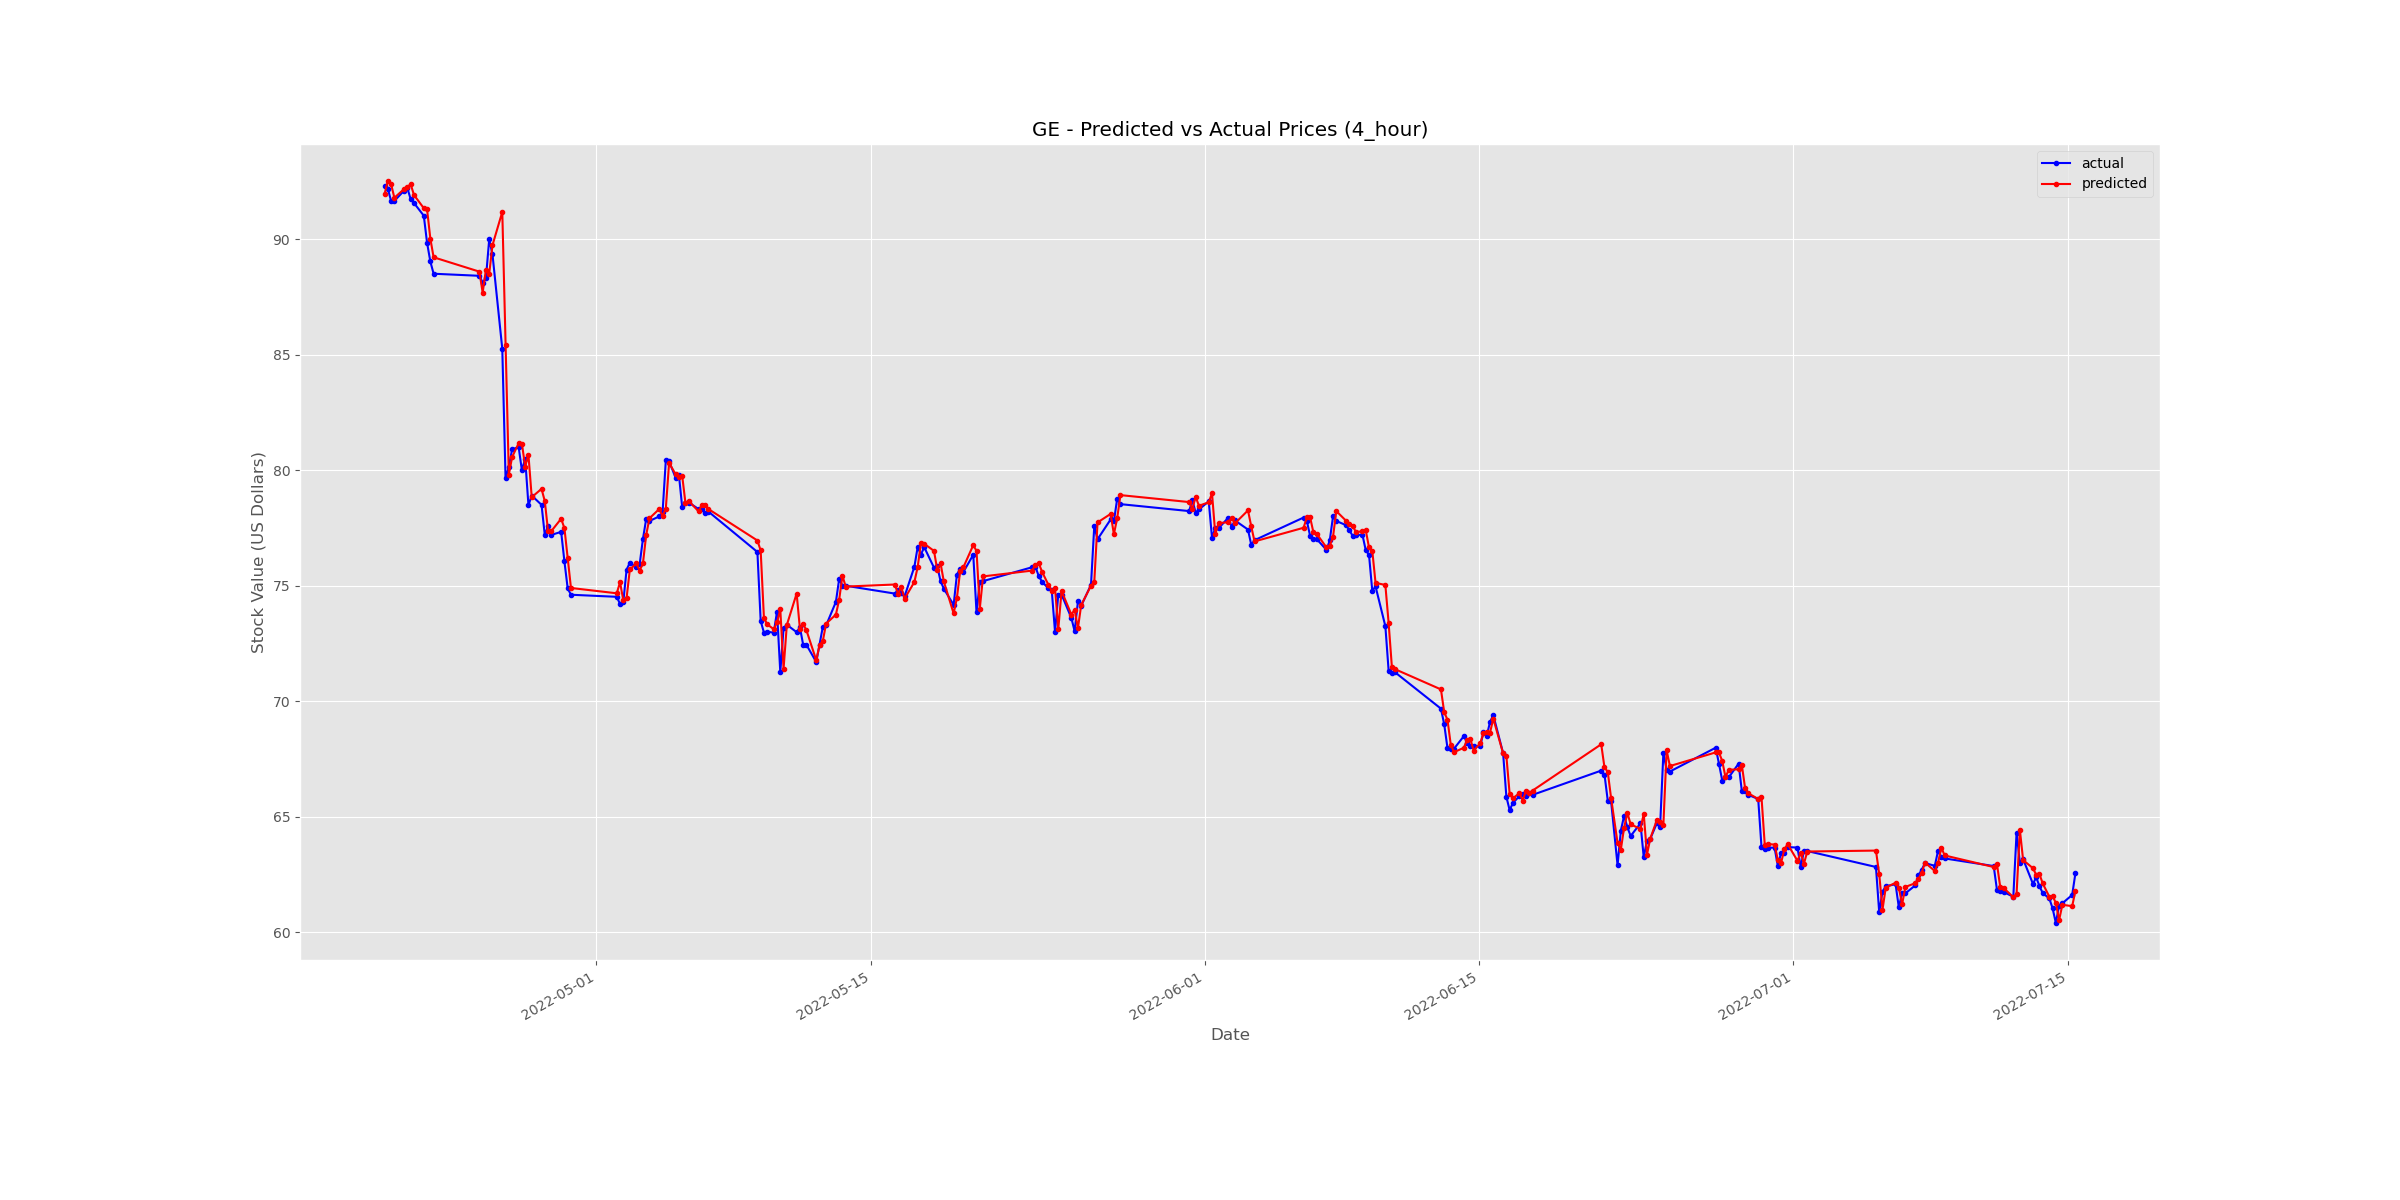 GE - Predicted vs Actual Prices (4_hour)
actual
predicted
Stock Value (US Dollars)
90
85
80
75
70
65
60
2022-05-01
2022-05-15
2022-06-01
2022-06-15
2022-07-01
2022-07-15
Date